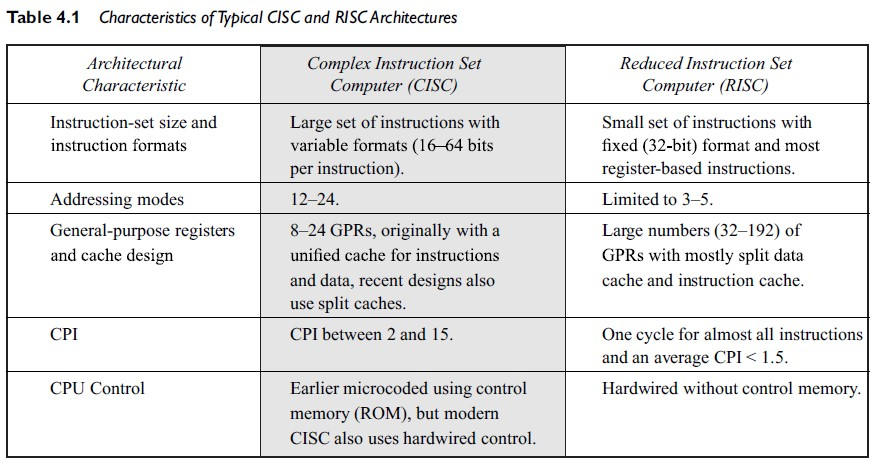 Table 4.1 Characteristics of Typical CISC and RISC Architectures
Architectural
Characteristic
Complex Instruction Set
Computer (CISC)
Reduced Instruction Set
Computer (RISC)
Instruction-set size and
instruction formats
Large set of instructions with
variable formats (16–64 bits
per instruction).
Small set of instructions with
fixed (32-bit) format and most
register-based instructions.
Addressing modes
12–24.
Limited to 3–5.
General-purpose registers
and cache design
8–24 GPRs, originally with a
unified cache for instructions
and data, recent designs also
use split caches.
Large numbers (32–192) of
GPRs with mostly split data
cache and instruction cache.
CPI
CPI between 2 and 15.
One cycle for almost all instructions
and an average CPI < 1.5.
CPU Control
Earlier microcoded using control
memory (ROM), but modern
CISC also uses hardwired control.
Hardwired without control memory.